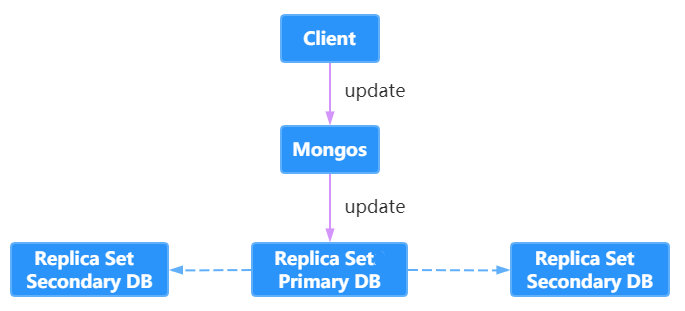 Client
update
Mongos
update
Replica Set
Secondary DB
Replica Set
Primary DB
Replica Set
Secondary DB